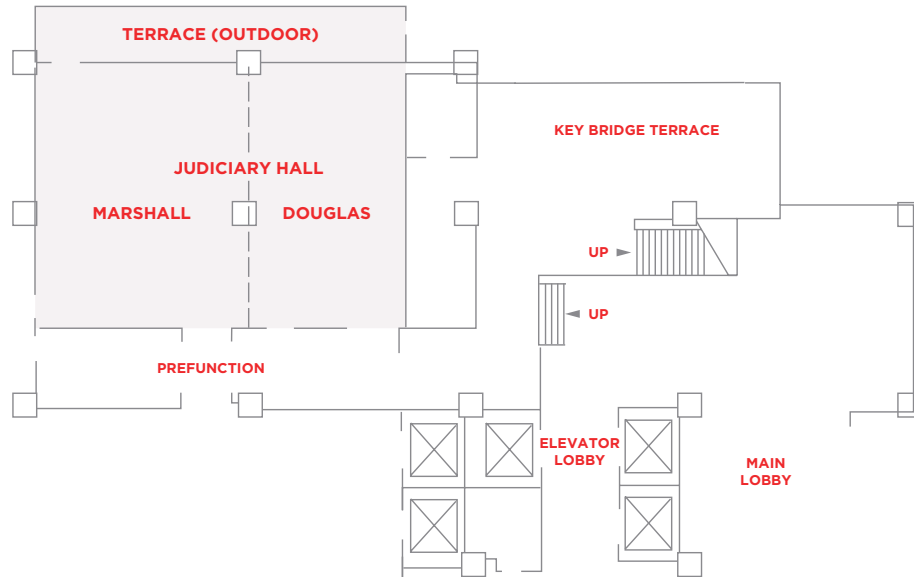 TERRACE (OUTDOOR)
KEY BRIDGE TERRACE
JUDICIARY HALL
MARSHALL
DOUGLAS
UP
UP
PREFUNCTION
ELEVATOR
LOBBY
MAIN
LOBBY